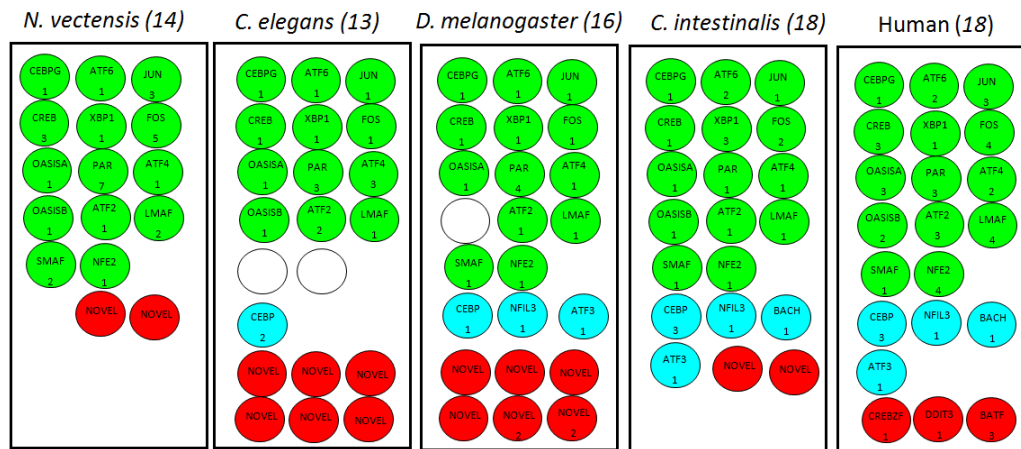 N. vectensis (14)
CEBPG ATF6 JUN
1 1 3
CREB XBP1 FOS
3 1 5
OASISA PAR ATF4
1 7 1
OASISB ATF2 LMAF
1 1 2
SMAF NFE2
2 1
NOVEL NOVEL
C. elegans (13)
CEBPG ATF6 JUN
1 1 1
CREB XBP1 FOS
1 1 1
OASISA PAR ATF4
1 3 3
OASISB ATF2 LMAF
1 2 1
CEBP
2
NOVEL NOVEL NOVEL
NOVEL NOVEL NOVEL
D. melanogaster (16)
CEBPG ATF6 JUN
1 1 1
CREB XBP1 FOS
1 1 1
OASISA PAR ATF4
1 4 1
ATF2 LMAF
1 1
SMAF NFE2
1 1
CEBP NFIL3 ATF3
1 1 1
NOVEL NOVEL NOVEL
NOVEL NOVEL NOVEL
2 2
C. intestinalis (18)
CEBPG ATF6 JUN
1 2 1
CREB XBP1 FOS
1 3 2
OASISA PAR ATF4
1 1 1
OASISB ATF2 LMAF
1 1 1
SMAF NFE2
1 1
CEBP NFIL3 BACH
3 1 1
ATF3 NOVEL NOVEL
1
Human (18)
CEBPG ATF6 JUN
1 2 3
CREB XBP1 FOS
3 1 4
OASISA PAR ATF4
3 3 2
OASISB ATF2 LMAF
2 3 4
SMAF NFE2
1 4
CEBP NFIL3 BACH
3 1 1
ATF3
1
CREBZF DDIT3 BATF
1 1 3